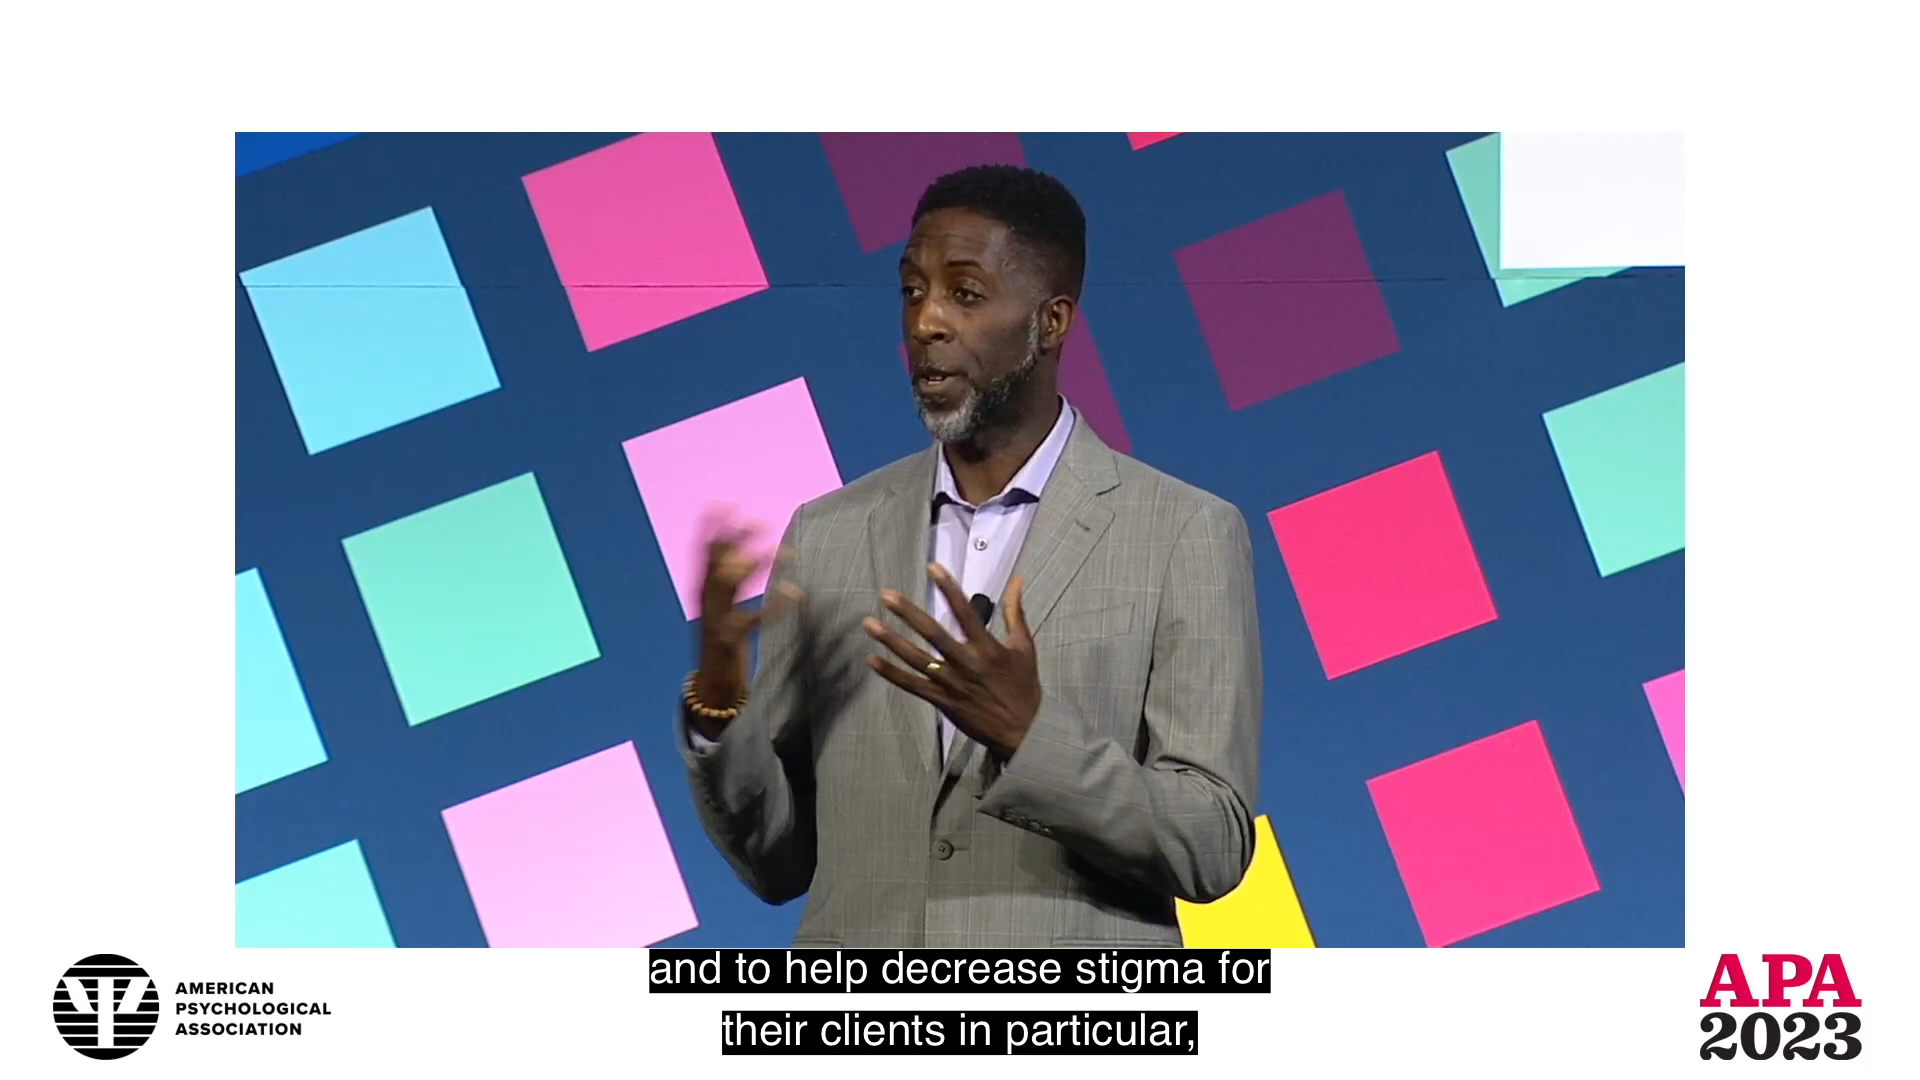 and to help decrease stigma for
their clients in particular,
AMERICAN
PSYCHOLOGICAL
ASSOCIATION
APA
2023